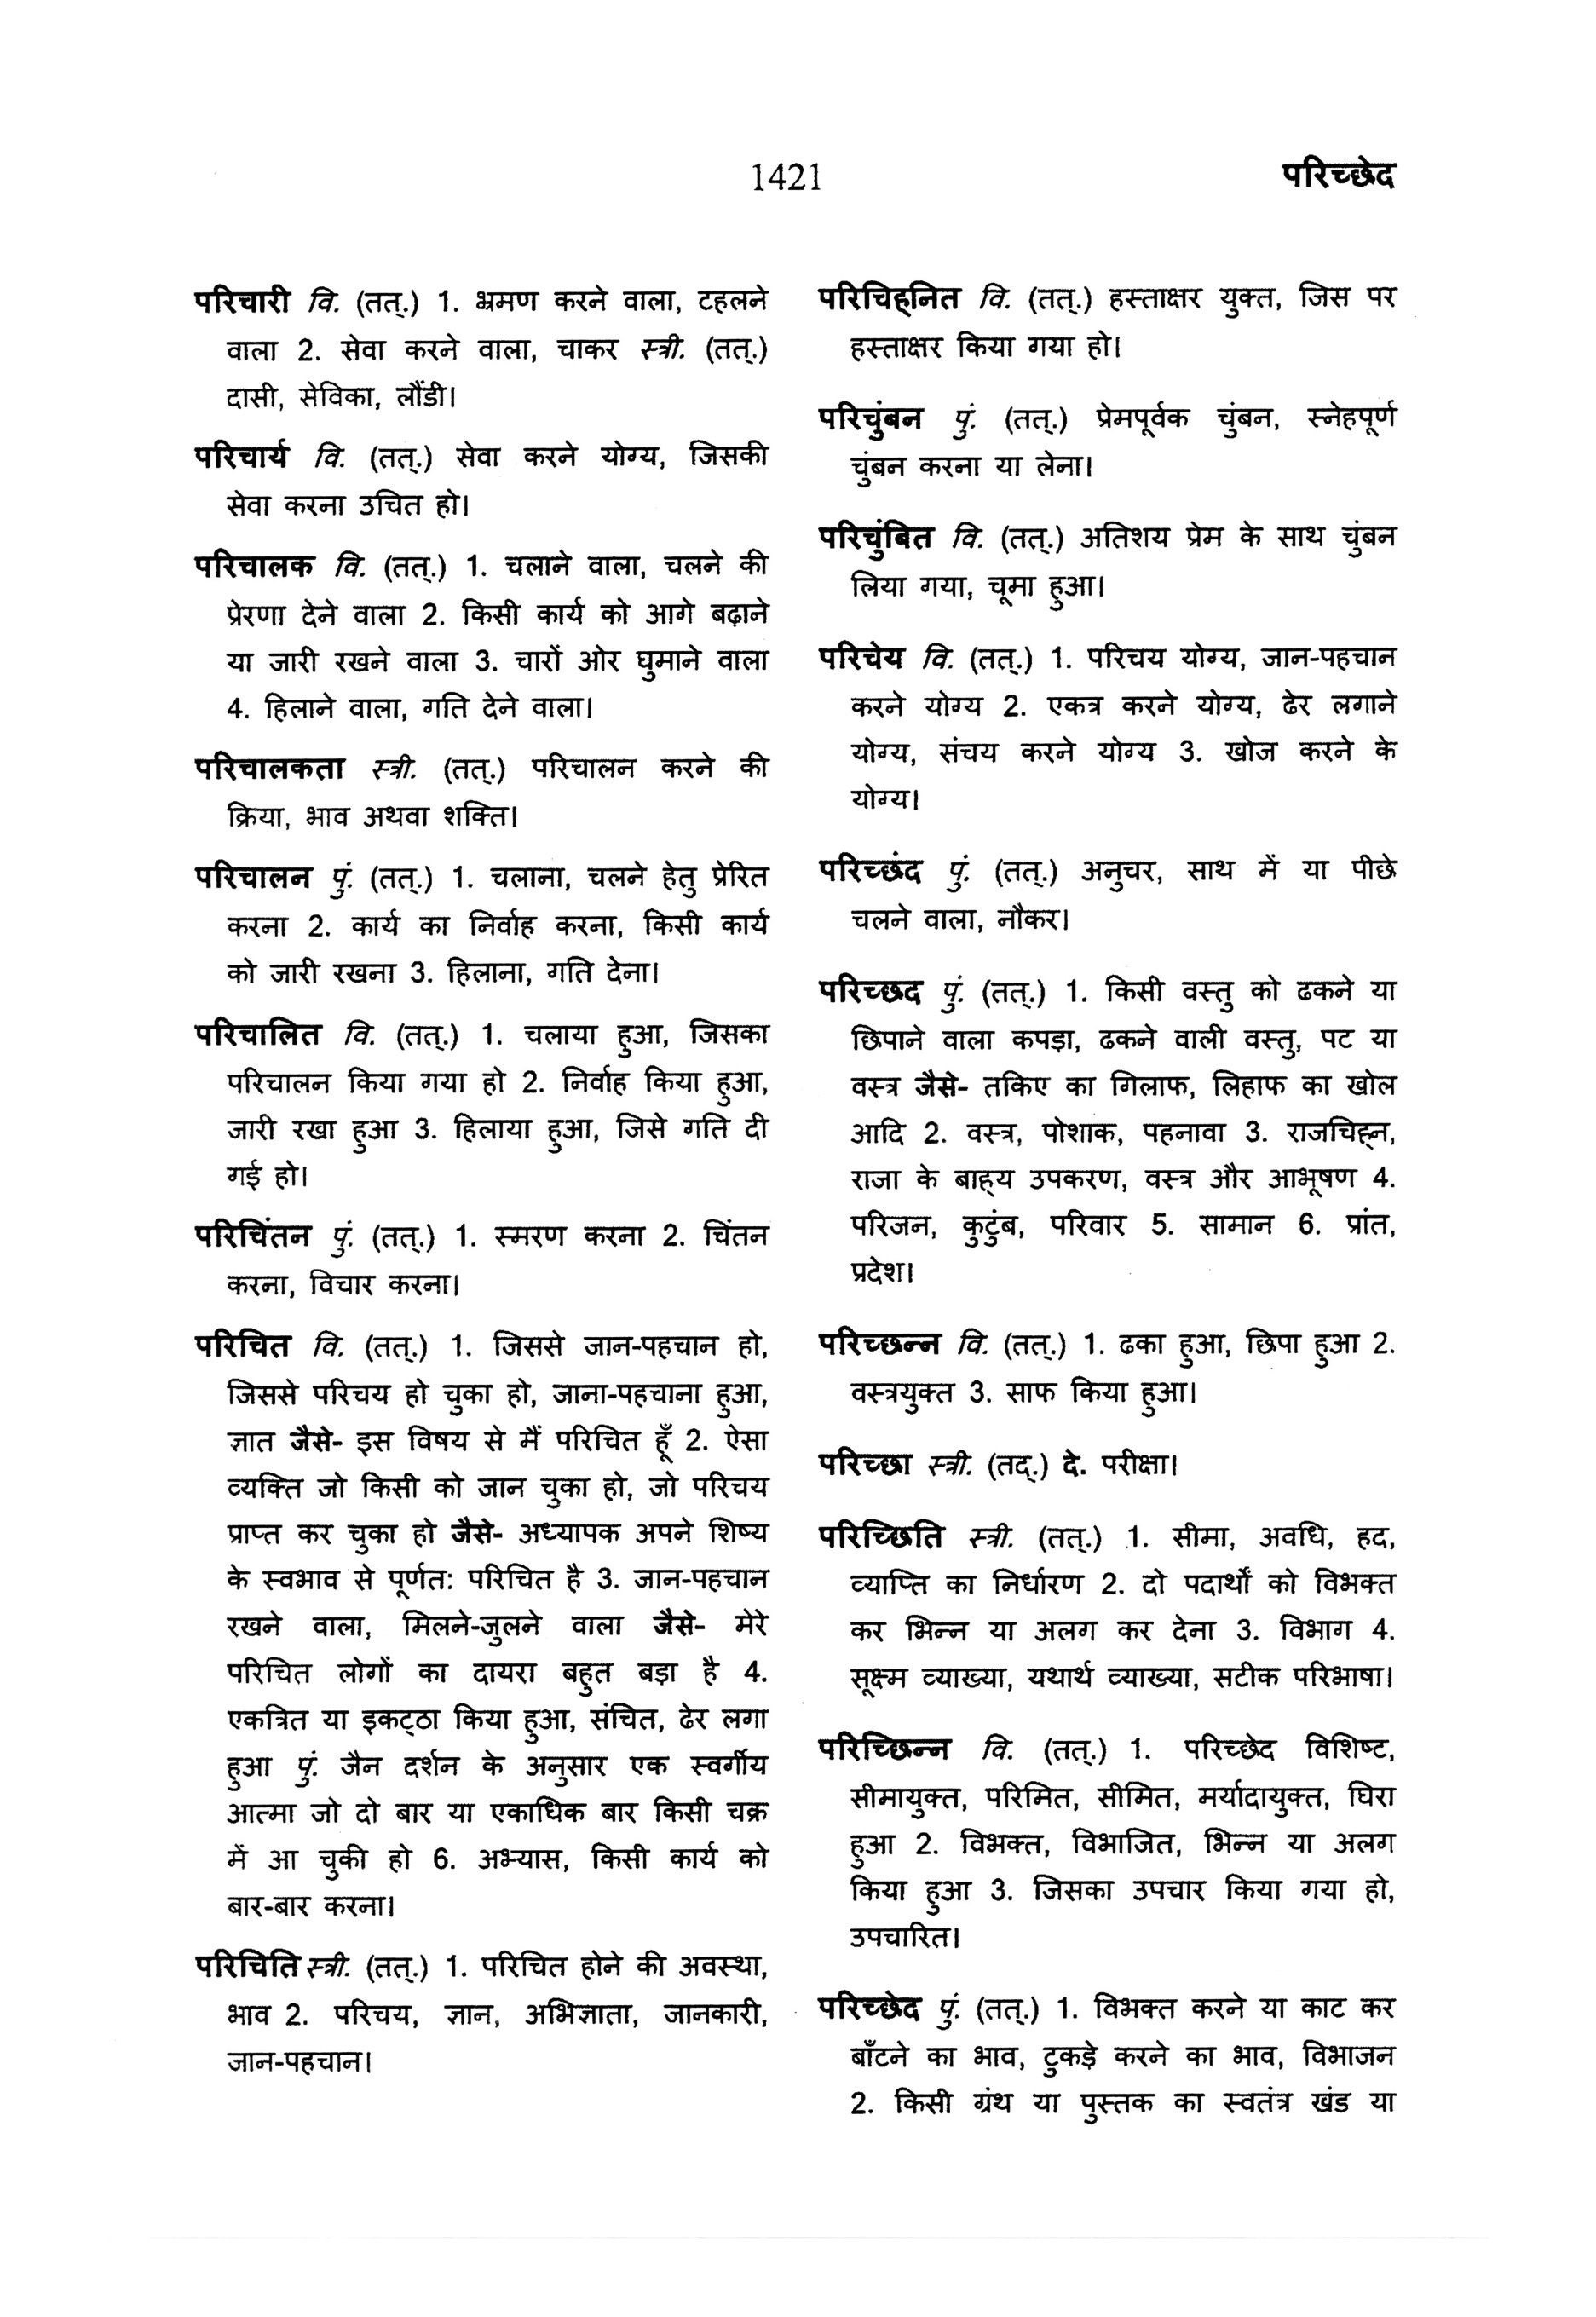 1421
परिच्छेद
परिचारी वि. (तत्.) 1. भ्रमण करने वाला, टहलने
वाला 2. सेवा करने वाला, चाकर स्त्री. (तत्.)
दासी, सेविका, लौंडी।
परिचार्य वि. (तत्.) सेवा करने योग्य, जिसकी
सेवा करना उचित हो।
परिचालक वि. (तत्.) 1. चलाने वाला, चलने की
प्रेरणा देने वाला 2. किसी कार्य को आगे बढ़ाने
या जारी रखने वाला 3. चारों ओर घुमाने वाला
4. हिलाने वाला, गति देने वाला।
परिचालकता स्त्री. (तत्.) परिचालन करने की
क्रिया, भाव अथवा शक्ति।
परिचालन पुं. (तत्.) 1. चलाना, चलने हेतु प्रेरित
करना 2. कार्य का निर्वाह करना, किसी कार्य
को जारी रखना 3. हिलाना, गति देना।
परिचालित वि. (तत्.) 1. चलाया हुआ, जिसका
परिचालन किया गया हो 2. निर्वाह किया हुआ,
जारी रखा हुआ 3. हिलाया हुआ, जिसे गति दी
गई हो।
परिचिंतन पुं. (तत्.) 1. स्मरण करना 2. चिंतन
करना, विचार करना।
परिचित वि. (तत्.) 1. जिससे जान-पहचान हो,
जिससे परिचय हो चुका हो, जाना-पहचाना हुआ,
ज्ञात जैसे- इस विषय से मैं परिचित हूँ 2. ऐसा
व्यक्ति जो किसी को जान चुका हो, जो परिचय
प्राप्त कर चुका हो जैसे- अध्यापक अपने शिष्य
के स्वभाव से पूर्णत: परिचित है 3. जान-पहचान
रखने वाला, मिलने-जुलने वाला जैसे- मेरे
परिचित लोगों का दायरा बहुत बड़ा है 4.
एकत्रित या इकट्ठा किया हुआ, संचित, ढेर लगा
हुआ पुं. जैन दर्शन के अनुसार एक स्वर्गीय
आत्मा जो दो बार या एकाधिक बार किसी चक्र
में आ चुकी हो 6. अभ्यास, किसी कार्य को
बार-बार करना।
परिचिति स्त्री. (तत्.) 1. परिचित होने की अवस्था,
भाव 2. परिचय, ज्ञान, अभिज्ञाता, जानकारी,
जान-पहचान।
परिचिह्नित वि. (तत्.) हस्ताक्षर युक्त, जिस पर
हस्ताक्षर किया गया हो।
परिचुंबन पुं. (तत्.) प्रेमपूर्वक चुंबन, स्नेहपूर्ण
चुंबन करना या लेना।
परिचुंबित वि. (तत्.) अतिशय प्रेम के साथ चुंबन
लिया गया, चूमा हुआ।
परिचेय वि. (तत्.) 1. परिचय योग्य, जान-पहचान
करने योग्य 2. एकत्र करने योग्य, ढेर लगाने
योग्य, संचय करने योग्य 3. खोज करने के
योग्य।
परिच्छंद पुं. (तत्.) अनुचर, साथ में या पीछे
चलने वाला, नौकर।
परिच्छद पुं. (तत्.) 1. किसी वस्तु को ढकने या
छिपाने वाला कपड़ा, ढकने वाली वस्तु, पट या
वस्त्र जैसे- तकिए का गिलाफ, लिहाफ का खोल
आदि 2. वस्त्र, पोशाक, पहनावा 3. राजचिह्न,
राजा के बाह्य उपकरण, वस्त्र और आभूषण 4.
परिजन, कुटुंब, परिवार 5. सामान 6. प्रांत,
प्रदेश।
परिच्छन्न वि. (तत्.) 1. ढका हुआ, छिपा हुआ 2.
वस्त्रयुक्त 3. साफ किया हुआ।
परिच्छा स्त्री. (तद्.) दे. परीक्षा।
परिच्छिति स्त्री. (तत्.) 1. सीमा, अवधि, हद,
व्याप्ति का निर्धारण 2. दो पदार्थों को विभक्त
कर भिन्न या अलग कर देना 3. विभाग 4.
सूक्ष्म व्याख्या, यथार्थ व्याख्या, सटीक परिभाषा।
परिच्छिन्न वि. (तत्.) 1. परिच्छेद विशिष्ट,
सीमायुक्त, परिमित, सीमित, मर्यादायुक्त, घिरा
हुआ 2. विभक्त, विभाजित, भिन्न या अलग
किया हुआ 3. जिसका उपचार किया गया हो,
उपचारित।
परिच्छेद पुं. (तत्.) 1. विभक्त करने या काट कर
बाँटने का भाव, टुकड़े करने का भाव, विभाजन
2. किसी ग्रंथ या पुस्तक का स्वतंत्र खंड या